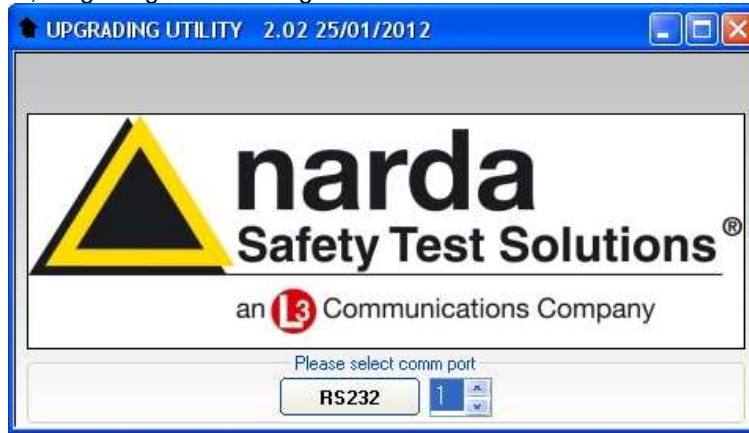 UPGRADING UTILITY 2.02 25/01/2012
narda
Safety Test Solutions®
an L3 Communications Company
Please select comm port
RS232 1